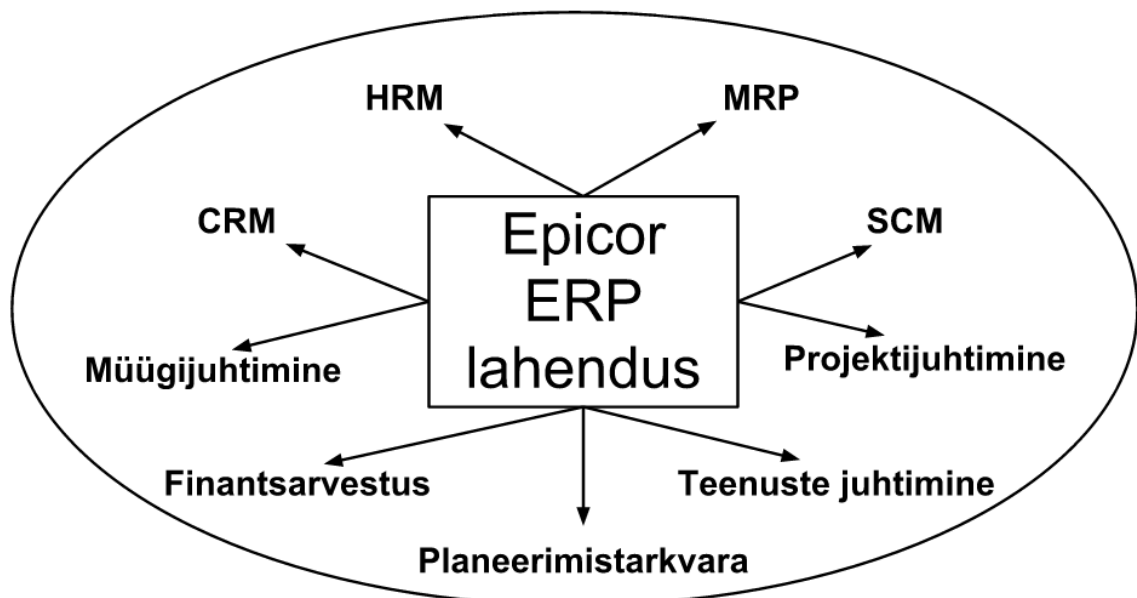 HRM
MRP
CRM
SCM
Epicor
ERP
lahendus
Müügijuhtimine
Projektijuhtimine
Finantsarvestus
Teenuste juhtimine
Planeerimistarkvara